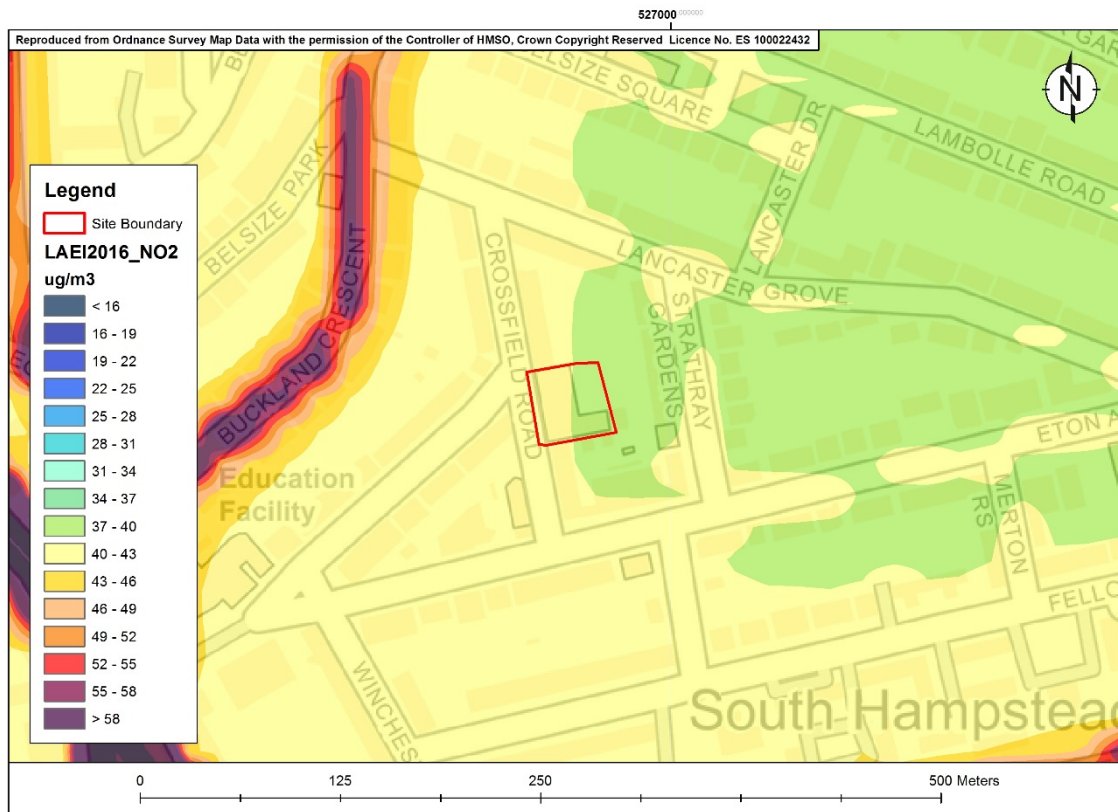 527000
Reproduced from Ordnance Survey Map Data with the permission of the Controller of HMSO, Crown Copyright Reserved Licence No. ES 100022432
N
BELSIZE SQUARE
LANCASTER DR
LAMBOLLE ROAD
BELSIZE PARK
BUCKLAND CRESCENT
CROSSFIELD ROAD
LANCASTER GROVE
STRATHRAY
GARDENS
ETON A
MERTON
RS
FELLO
WINCHES
Education
Facility
South Hampstead
Legend
Site Boundary
LAEI2016_NO2
ug/m3
< 16
16 - 19
19 - 22
22 - 25
25 - 28
28 - 31
31 - 34
34 - 37
37 - 40
40 - 43
43 - 46
46 - 49
49 - 52
52 - 55
55 - 58
> 58
0 125 250 500 Meters